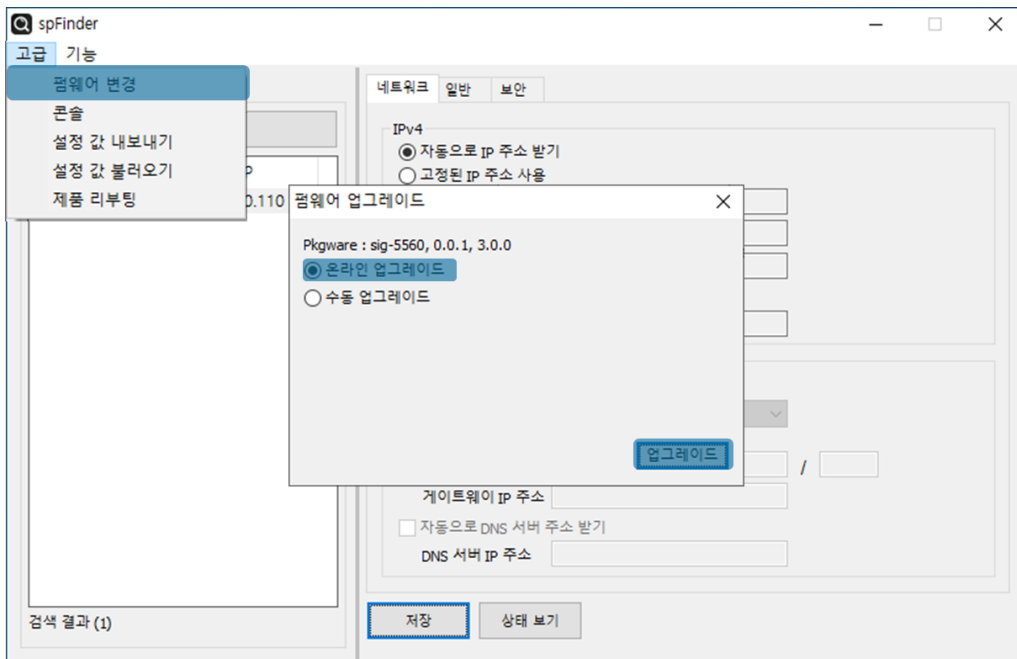 spFinder
고급 기능
펌웨어 변경
콘솔
설정 값 내보내기
설정 값 불러오기
제품 리부팅
0.110
검색 결과 (1)
네트워크 일반 보안
IPv4
자동으로 IP 주소 받기
고정된 IP 주소 사용
펌웨어 업그레이드
Pkgware : sig-5560, 0.0.1, 3.0.0
온라인 업그레이드
수동 업그레이드
업그레이드
/
게이트웨이 IP 주소
자동으로 DNS 서버 주소 받기
DNS 서버 IP 주소
저장 상태 보기